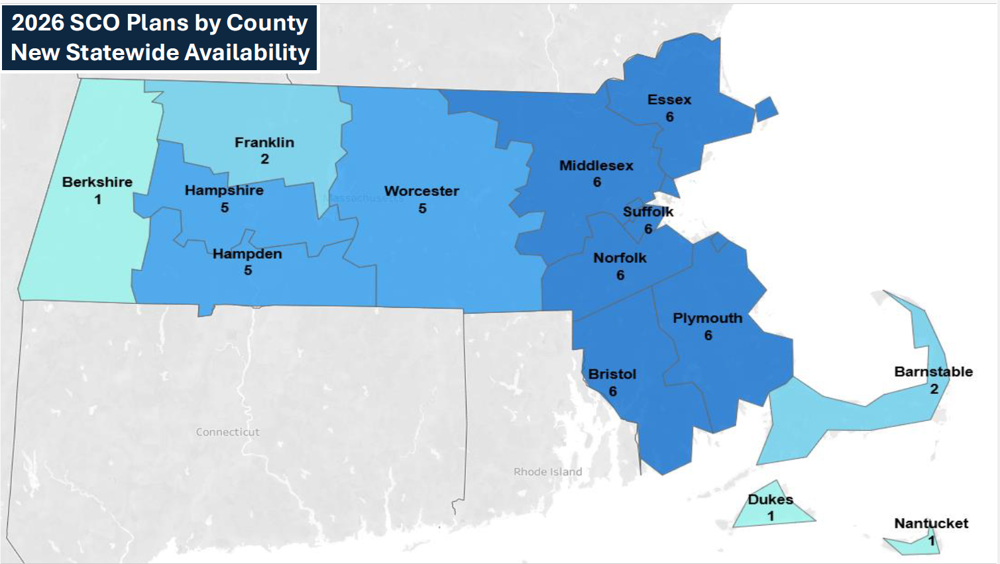 2026 SCO Plans by County
New Statewide Availability
Essex
6
Franklin
2
Middlesex
6
Berkshire
1
Hampshire
5
Massachusetts
Worcester
5
Suffolk
6
Hampden
5
Norfolk
6
Plymouth
6
Bristol
6
Barnstable
2
Connecticut
Rhode Island
Dukes
1
Nantucket
1